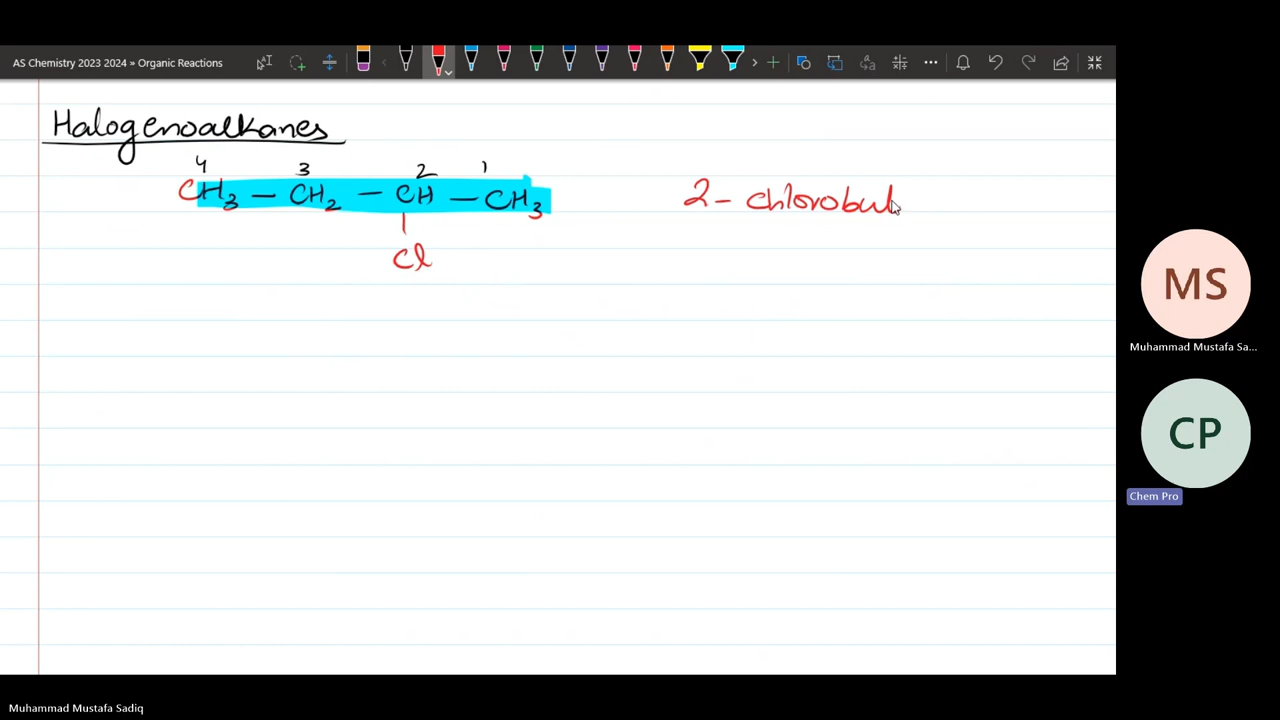 AS Chemistry 2023 2024 » Organic Reactions
Halogenoalkanes
4 3 2 1
CH3 — CH2 — CH — CH3
2- chlorobut
Cl
MS
Muhammad Mustafa Sa...
CP
Chem Pro
Muhammad Mustafa Sadiq